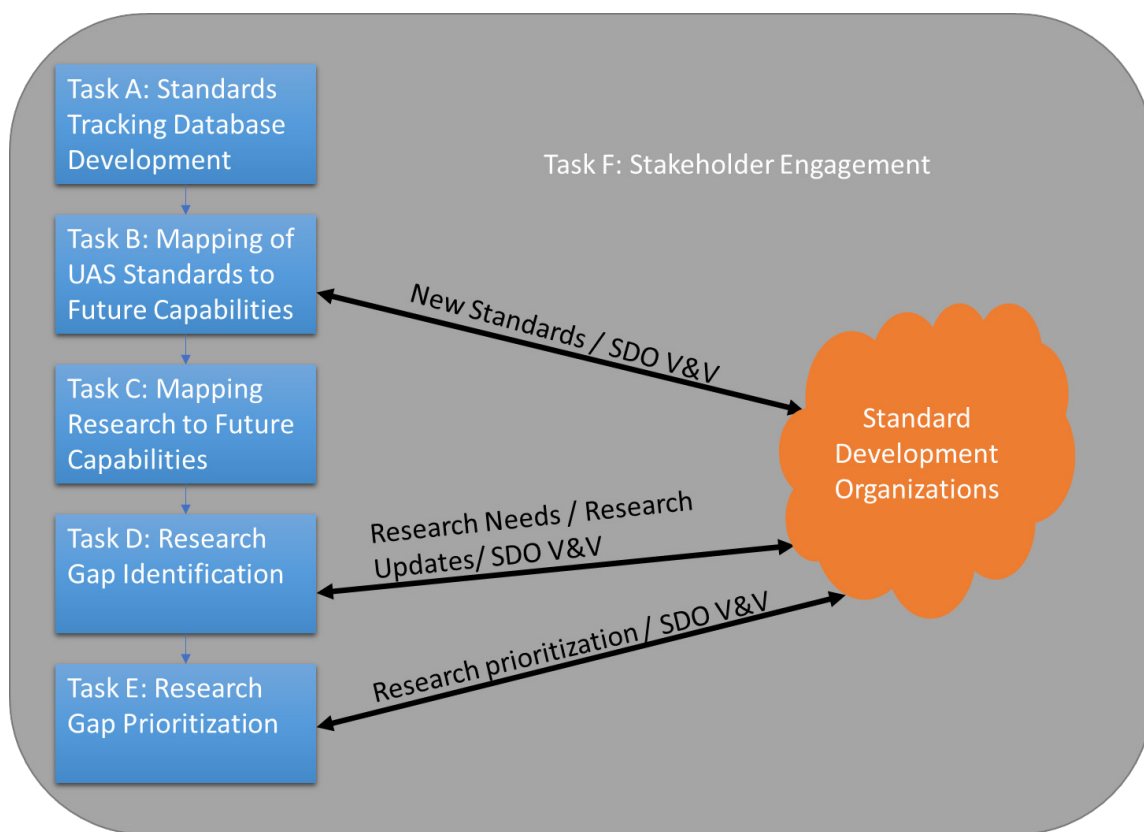 Task A: Standards
Tracking Database
Development
Task F: Stakeholder Engagement
Task B: Mapping of
UAS Standards to
Future Capabilities
New Standards / SDO V&V
Task C: Mapping
Research to Future
Capabilities
Standard
Development
Organizations
Task D: Research
Gap Identification
Research Needs / Research
Updates/ SDO V&V
Task E: Research
Gap Prioritization
Research prioritization / SDO V&V